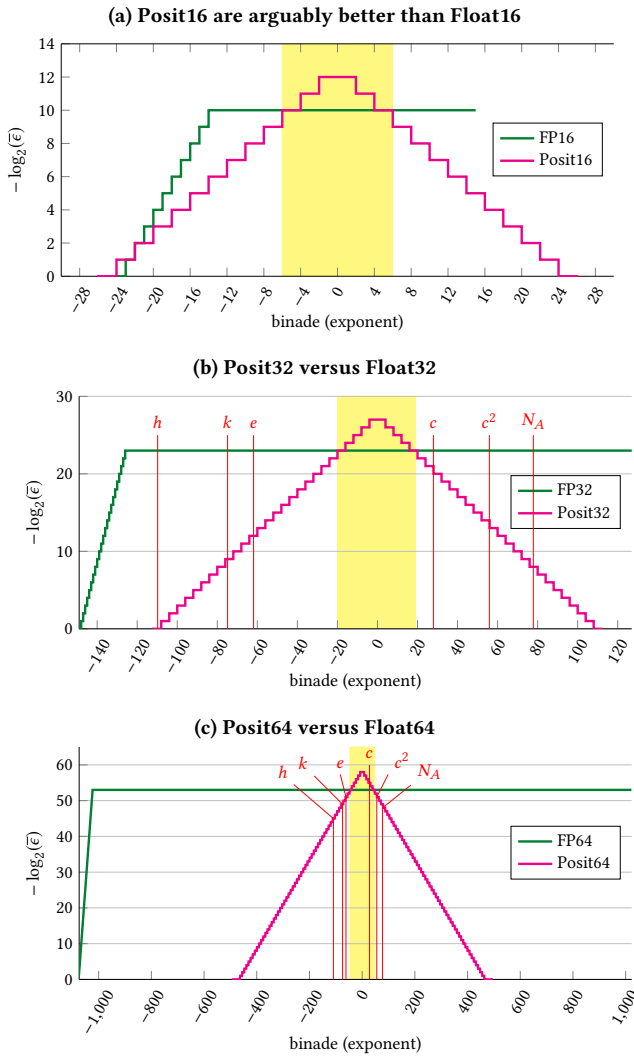 (a) Posit16 are arguably better than Float16
14
12
10
8
6
4
2
0
− log₂(ε̅)
FP16
Posit16
−28 −24 −20 −16 −12 −8 −4 0 4 8 12 16 20 24 28
binade (exponent)
(b) Posit32 versus Float32
30
20
10
0
− log₂(ε̅)
h k e c c² N_A
FP32
Posit32
−140 −120 −100 −80 −60 −40 −20 0 20 40 60 80 100 120
binade (exponent)
(c) Posit64 versus Float64
60
50
40
30
20
10
0
− log₂(ε̅)
h k e c c² N_A
FP64
Posit64
−1,000 −800 −600 −400 −200 0 200 400 600 800 1,000
binade (exponent)